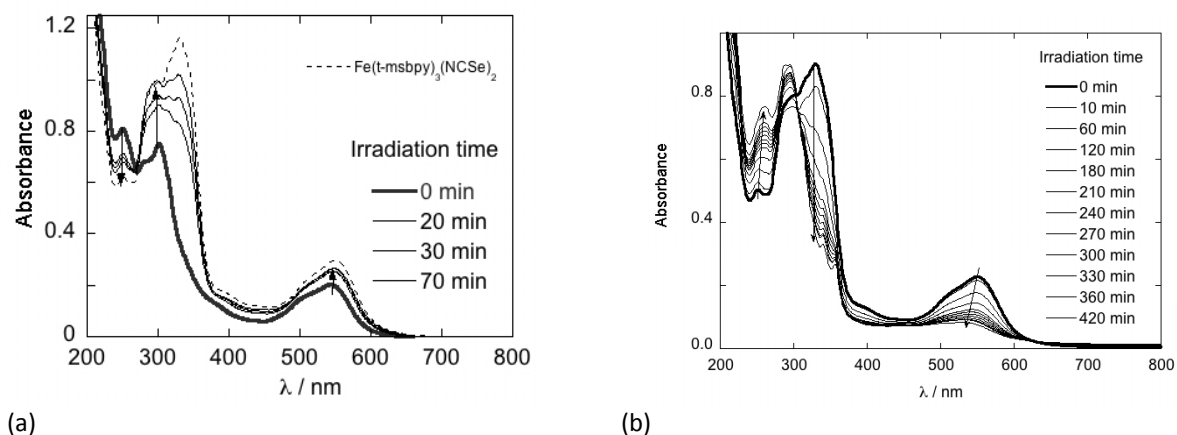 1.2
0.8
0.4
0
Absorbance
Fe(t-msbpy)3(NCSe)2
Irradiation time
0 min
20 min
30 min
70 min
200 300 400 500 600 700 800
λ / nm
(a)
0.8
0.4
0.0
Absorbance
Irradiation time
0 min
10 min
60 min
120 min
180 min
210 min
240 min
270 min
300 min
330 min
360 min
420 min
200 300 400 500 600 700 800
λ / nm
(b)